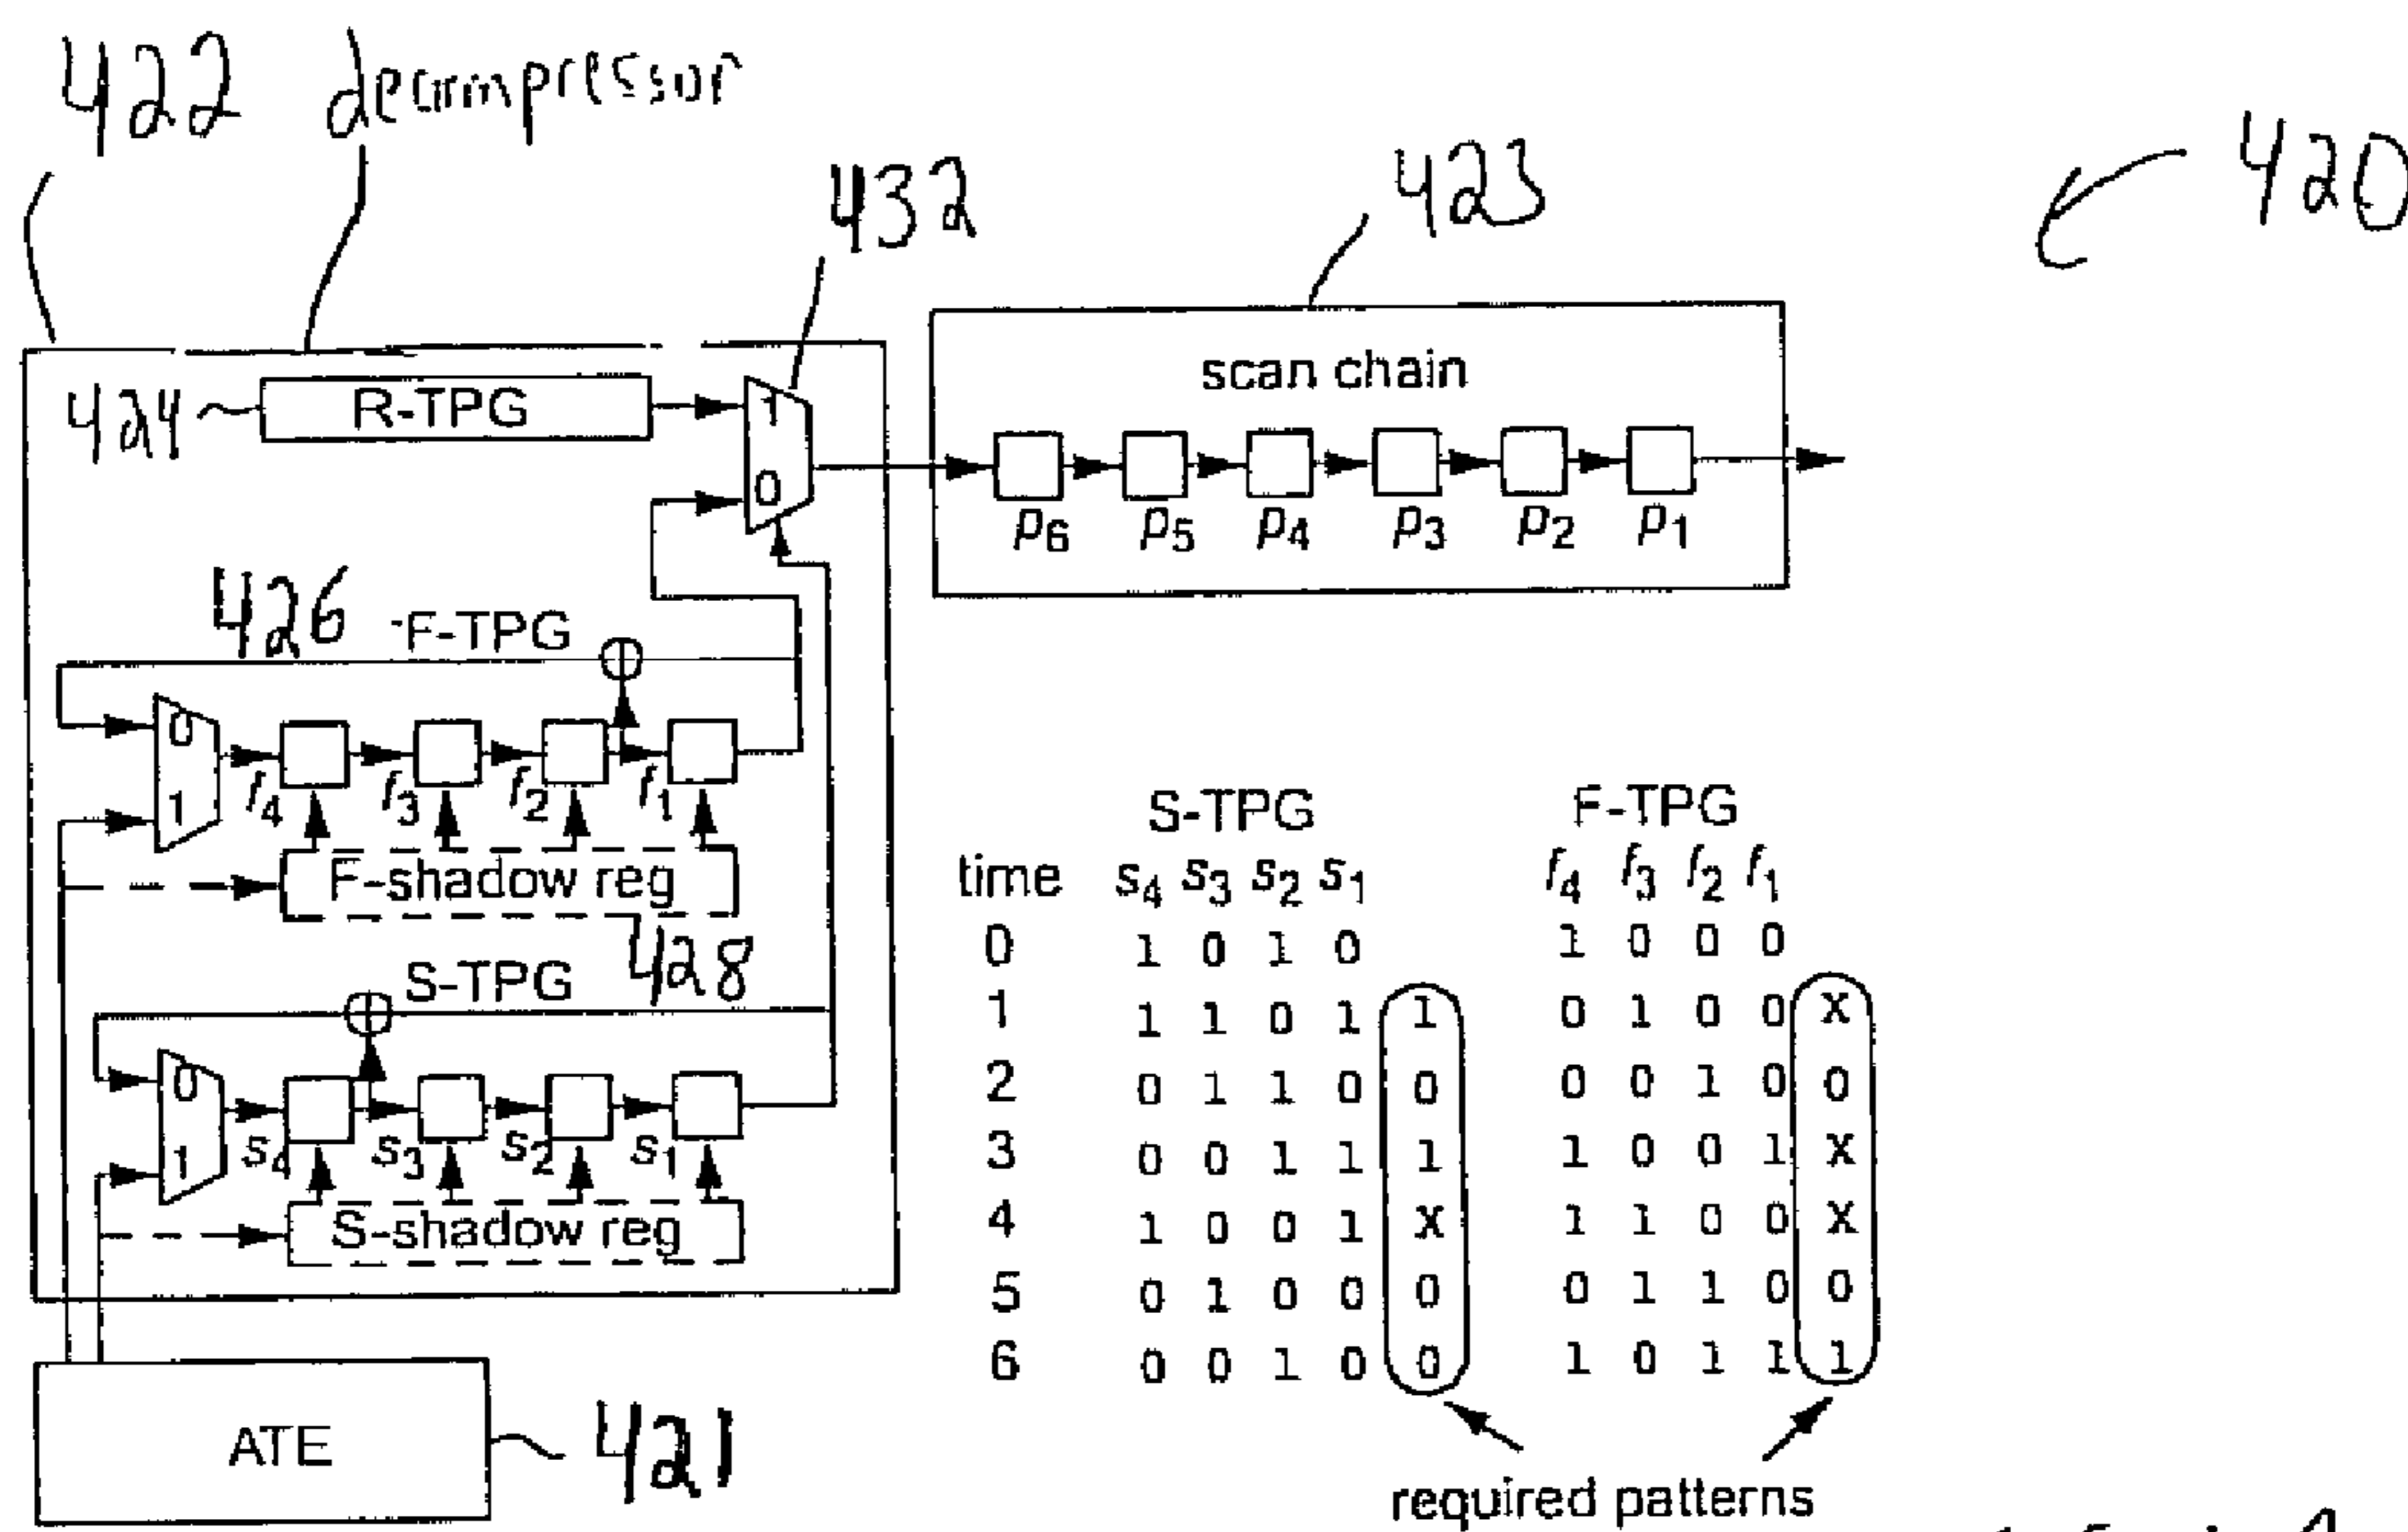 422 decompressor
432
423
420
424
R-TPG
1
0
scan chain
p6 p5 p4 p3 p2 p1
426
F-TPG
0
1
f4 f3 f2 f1
F-shadow reg
428
S-TPG
0
1
s4 s3 s2 s1
S-shadow reg
ATE
421
S-TPG F-TPG
time s4 s3 s2 s1 f4 f3 f2 f1
0 1 0 1 0 1 0 0 0
1 1 1 0 1 1 0 1 0 0 X
2 0 1 1 0 0 0 0 1 0 0
3 0 0 1 1 1 1 0 0 1 X
4 1 0 0 1 X 1 1 0 0 X
5 0 1 0 0 0 0 1 1 0 0
6 0 0 1 0 0 1 0 1 1 1
required patterns